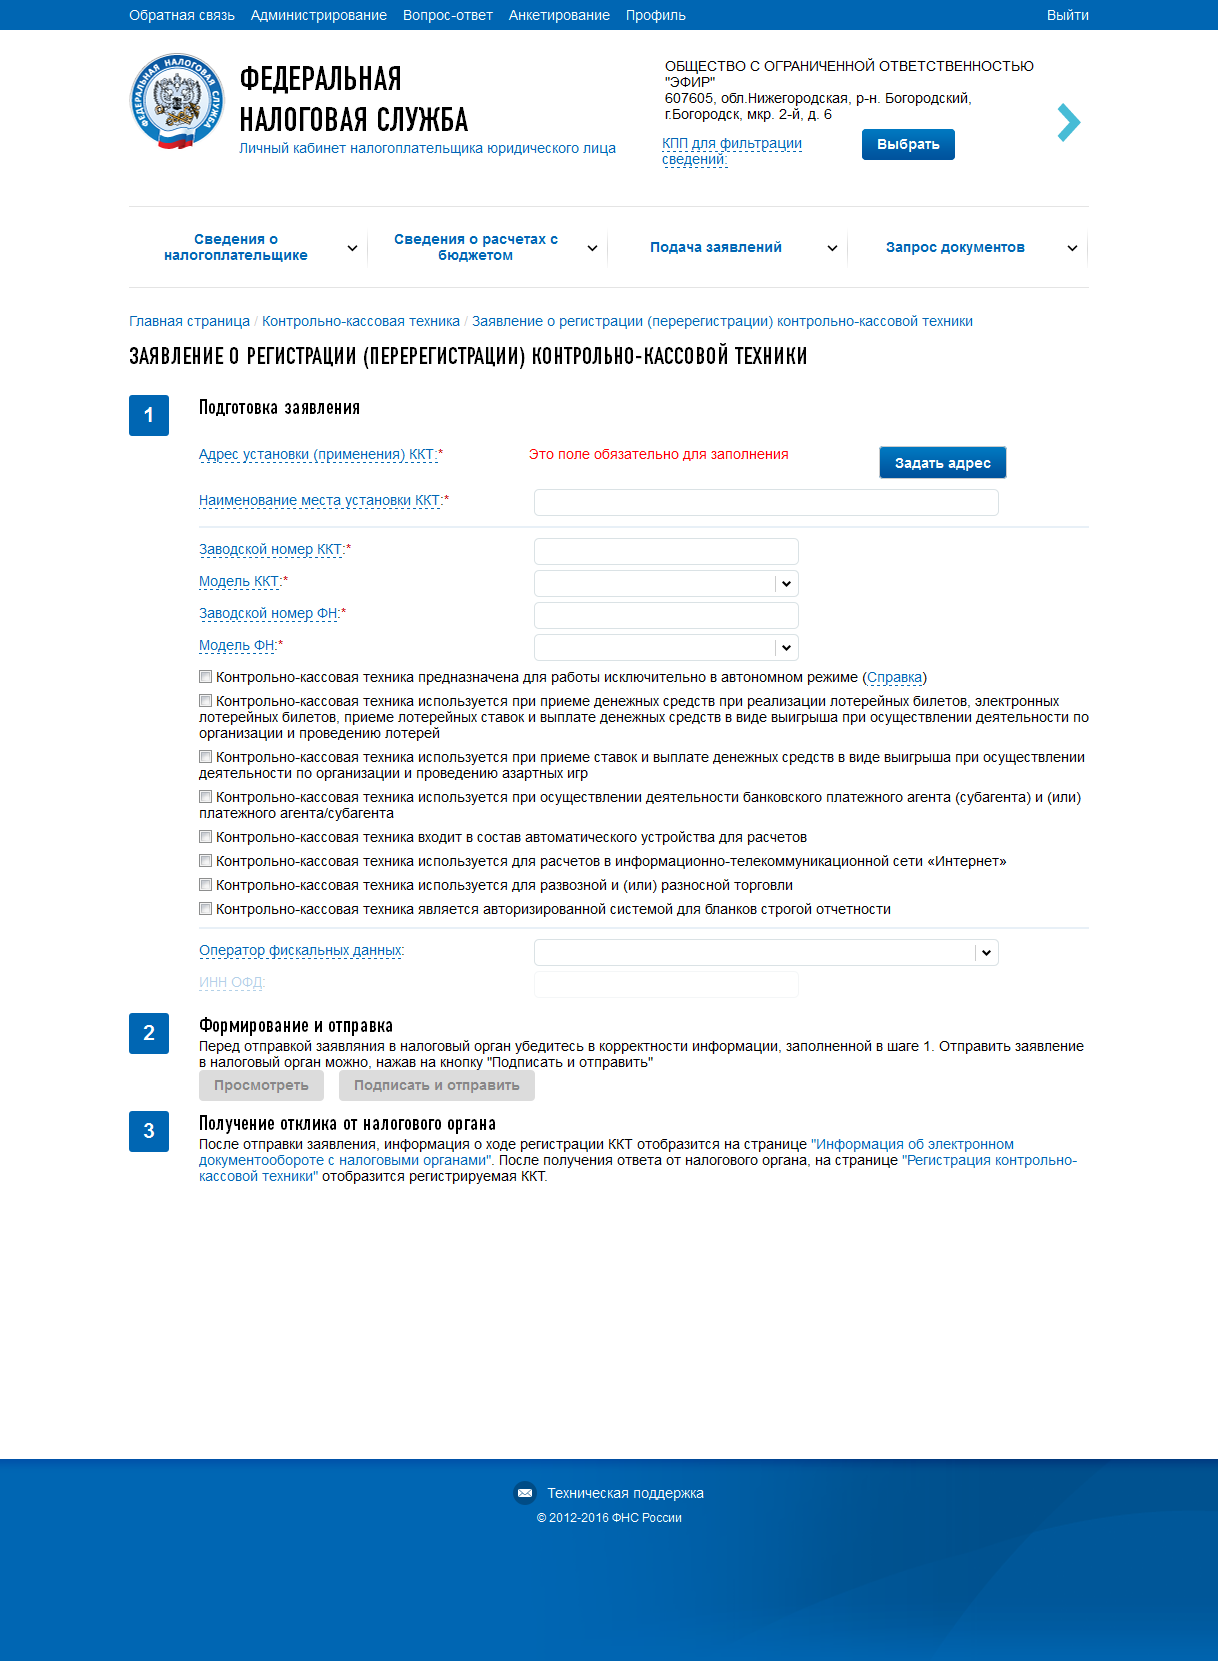 Обратная связь Администрирование Вопрос-ответ Анкетирование Профиль Выйти
ФЕДЕРАЛЬНАЯ НАЛОГОВАЯ СЛУЖБА
ФЕДЕРАЛЬНАЯ
НАЛОГОВАЯ СЛУЖБА
Личный кабинет налогоплательщика юридического лица
ОБЩЕСТВО С ОГРАНИЧЕННОЙ ОТВЕТСТВЕННОСТЬЮ
"ЭФИР"
607605, обл.Нижегородская, р-н. Богородский,
г.Богородск, мкр. 2-й, д. 6
КПП для фильтрации
сведений:
Выбрать
Сведения о
налогоплательщике
Сведения о расчетах с
бюджетом
Подача заявлений
Запрос документов
Главная страница / Контрольно-кассовая техника / Заявление о регистрации (перерегистрации) контрольно-кассовой техники
ЗАЯВЛЕНИЕ О РЕГИСТРАЦИИ (ПЕРЕРЕГИСТРАЦИИ) КОНТРОЛЬНО-КАССОВОЙ ТЕХНИКИ
1 Подготовка заявления
Адрес установки (применения) ККТ:* Это поле обязательно для заполнения Задать адрес
Наименование места установки ККТ:*
Заводской номер ККТ:*
Модель ККТ:*
Заводской номер ФН:*
Модель ФН:*
Контрольно-кассовая техника предназначена для работы исключительно в автономном режиме (Справка)
Контрольно-кассовая техника используется при приеме денежных средств при реализации лотерейных билетов, электронных
лотерейных билетов, приеме лотерейных ставок и выплате денежных средств в виде выигрыша при осуществлении деятельности по
организации и проведению лотерей
Контрольно-кассовая техника используется при приеме ставок и выплате денежных средств в виде выигрыша при осуществлении
деятельности по организации и проведению азартных игр
Контрольно-кассовая техника используется при осуществлении деятельности банковского платежного агента (субагента) и (или)
платежного агента/субагента
Контрольно-кассовая техника входит в состав автоматического устройства для расчетов
Контрольно-кассовая техника используется для расчетов в информационно-телекоммуникационной сети «Интернет»
Контрольно-кассовая техника используется для развозной и (или) разносной торговли
Контрольно-кассовая техника является авторизированной системой для бланков строгой отчетности
Оператор фискальных данных:
ИНН ОФД:
2 Формирование и отправка
Перед отправкой заявляния в налоговый орган убедитесь в корректности информации, заполненной в шаге 1. Отправить заявление
в налоговый орган можно, нажав на кнопку "Подписать и отправить"
Просмотреть Подписать и отправить
3 Получение отклика от налогового органа
После отправки заявления, информация о ходе регистрации ККТ отобразится на странице "Информация об электронном
документообороте с налоговыми органами". После получения ответа от налогового органа, на странице "Регистрация контрольно-
кассовой техники" отобразится регистрируемая ККТ.
Техническая поддержка
© 2012-2016 ФНС России